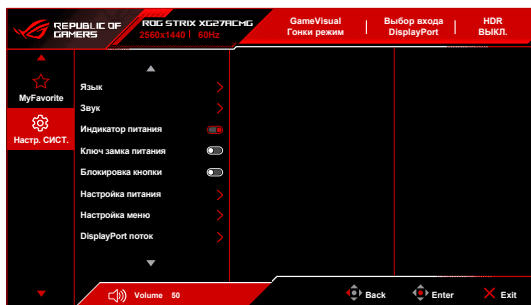 REPUBLIC OF
GAMERS
ROG STRIX XG27ACMG
2560x1440 | 60Hz
GameVisual
Гонки режим
Выбор входа
DisplayPort
HDR
ВЫКЛ.
MyFavorite
Настр. СИСТ.
Язык
Звук
Индикатор питания
Ключ замка питания
Блокировка кнопки
Настройка питания
Настройка меню
DisplayPort поток
Volume 50
Back
Enter
Exit